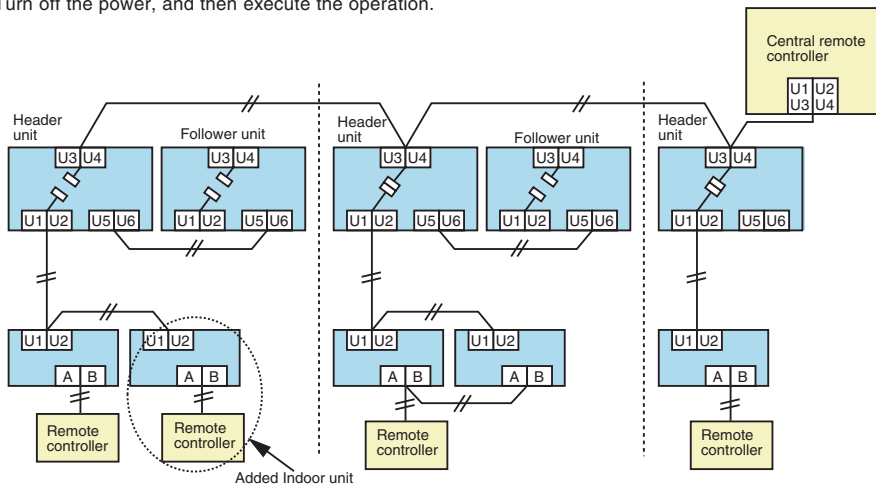 Turn off the power, and then execute the operation.
Central remote
controller
U1 U2
U3 U4
Header
unit
Follower unit
Header
unit
Follower unit
Header
unit
U3 U4
U3 U4
U3 U4
U3 U4
U3 U4
U1 U2
U5 U6
U1 U2
U5 U6
U1 U2
U5 U6
U1 U2
U5 U6
U1 U2
U5 U6
U1 U2
U1 U2
U1 U2
U1 U2
U1 U2
A B
A B
A B
A B
A B
Remote
controller
Remote
controller
Remote
controller
Remote
controller
Added Indoor unit